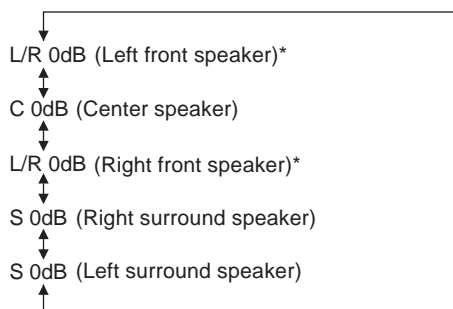 L/R 0dB (Left front speaker)*
C 0dB (Center speaker)
L/R 0dB (Right front speaker)*
S 0dB (Right surround speaker)
S 0dB (Left surround speaker)